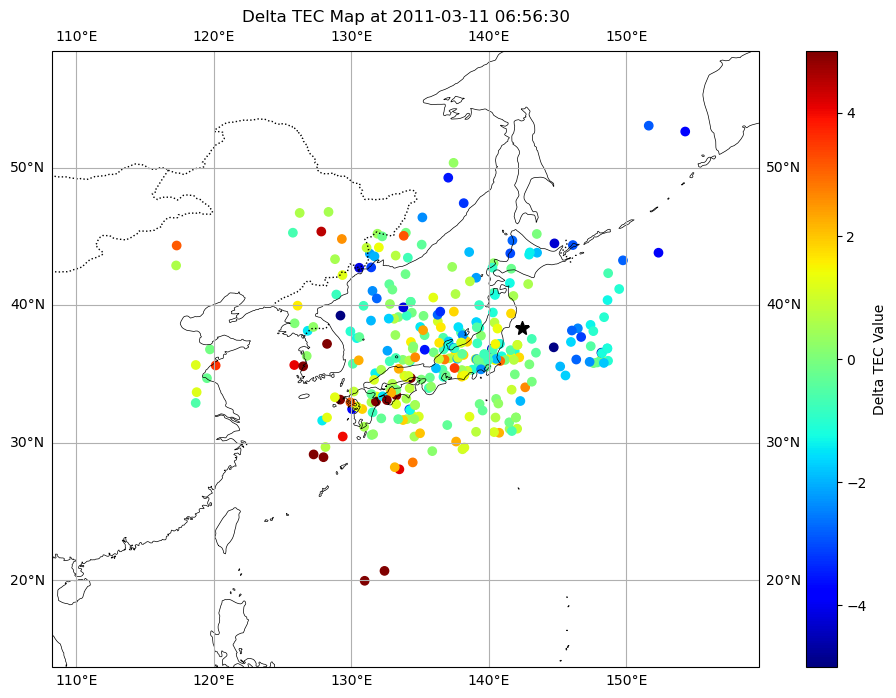 Delta TEC Map at 2011-03-11 06:56:30
110°E 120°E 130°E 140°E 150°E
50°N 50°N
40°N 40°N
30°N 30°N
20°N 20°N
110°E 120°E 130°E 140°E 150°E
4
2
0
−2
−4
Delta TEC Value